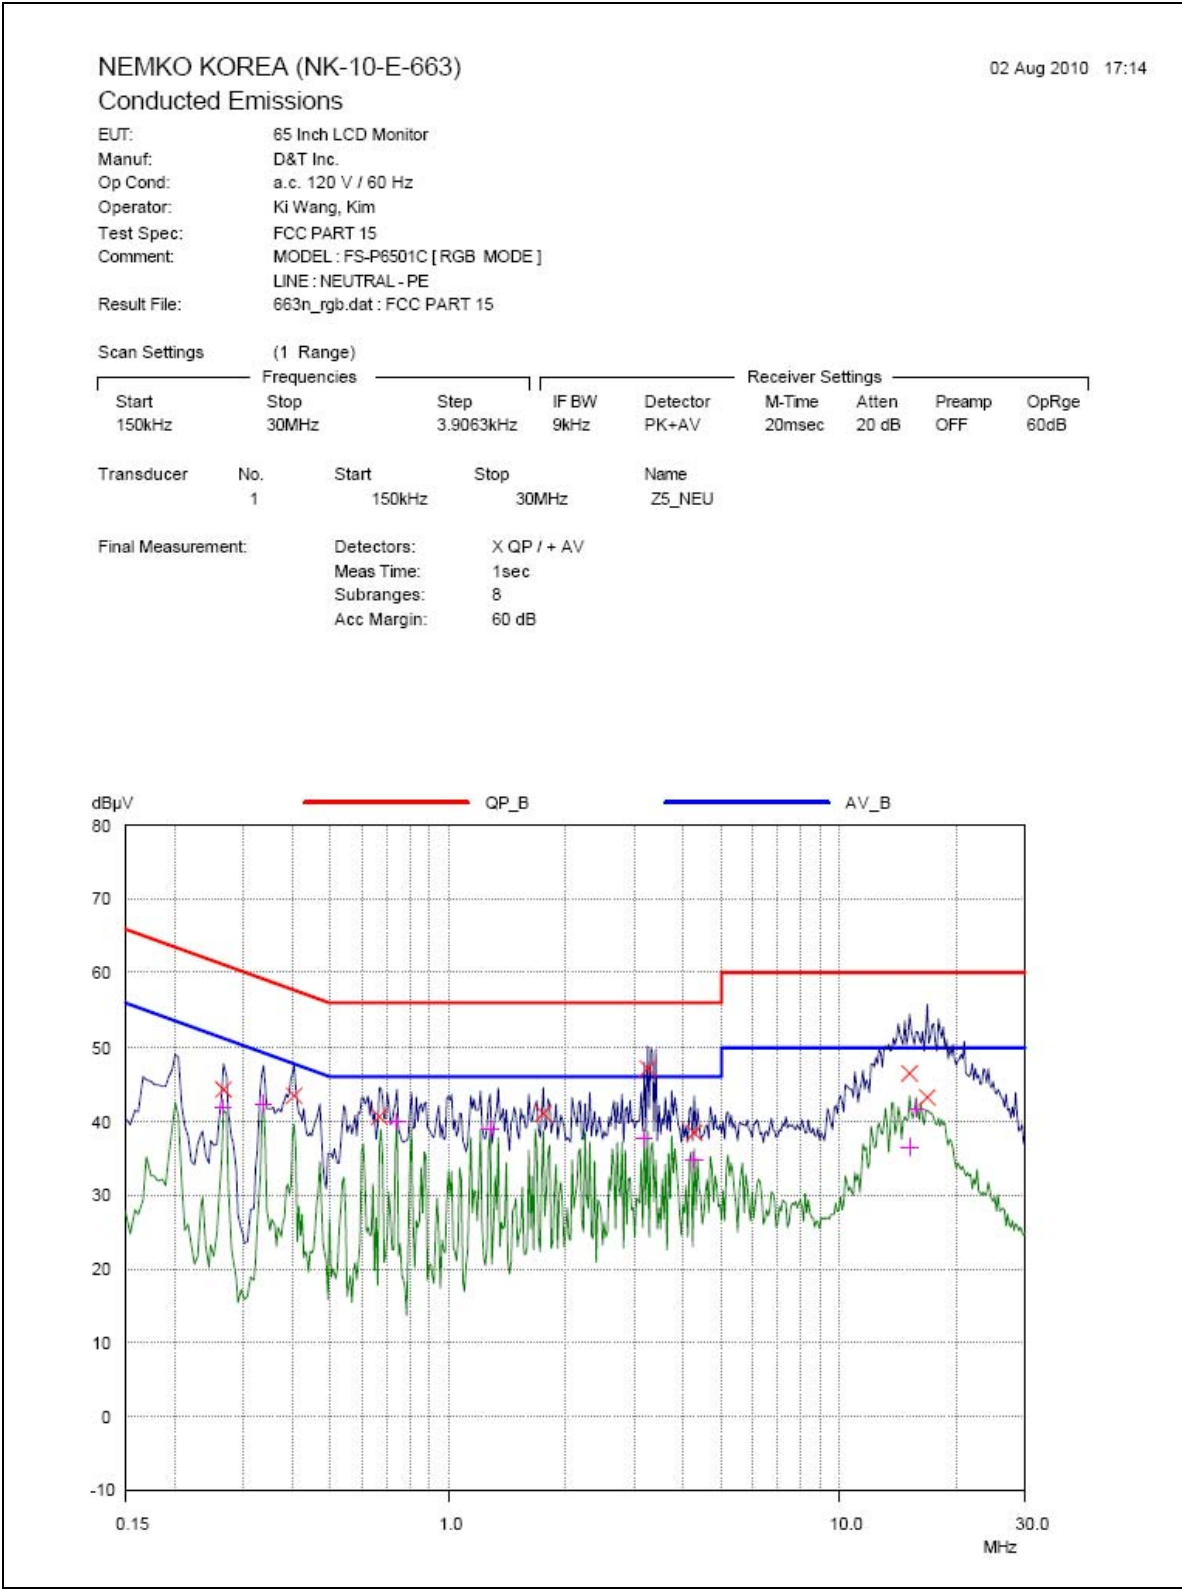 NEMKO KOREA (NK-10-E-663) 02 Aug 2010 17:14
Conducted Emissions
EUT: 65 Inch LCD Monitor
Manuf: D&T Inc.
Op Cond: a.c. 120 V / 60 Hz
Operator: Ki Wang, Kim
Test Spec: FCC PART 15
Comment: MODEL : FS-P6501C [ RGB MODE ]
LINE : NEUTRAL - PE
Result File: 663n_rgb.dat : FCC PART 15
Scan Settings (1 Range)
Frequencies Receiver Settings
Start Stop Step IF BW Detector M-Time Atten Preamp OpRge
150kHz 30MHz 3.9063kHz 9kHz PK+AV 20msec 20 dB OFF 60dB
Transducer No. Start Stop Name
1 150kHz 30MHz Z5_NEU
Final Measurement: Detectors: X QP / + AV
Meas Time: 1sec
Subranges: 8
Acc Margin: 60 dB
dBµV QP_B AV_B
80
70
60
50
40
30
20
10
0
-10
0.15 1.0 10.0 30.0
MHz